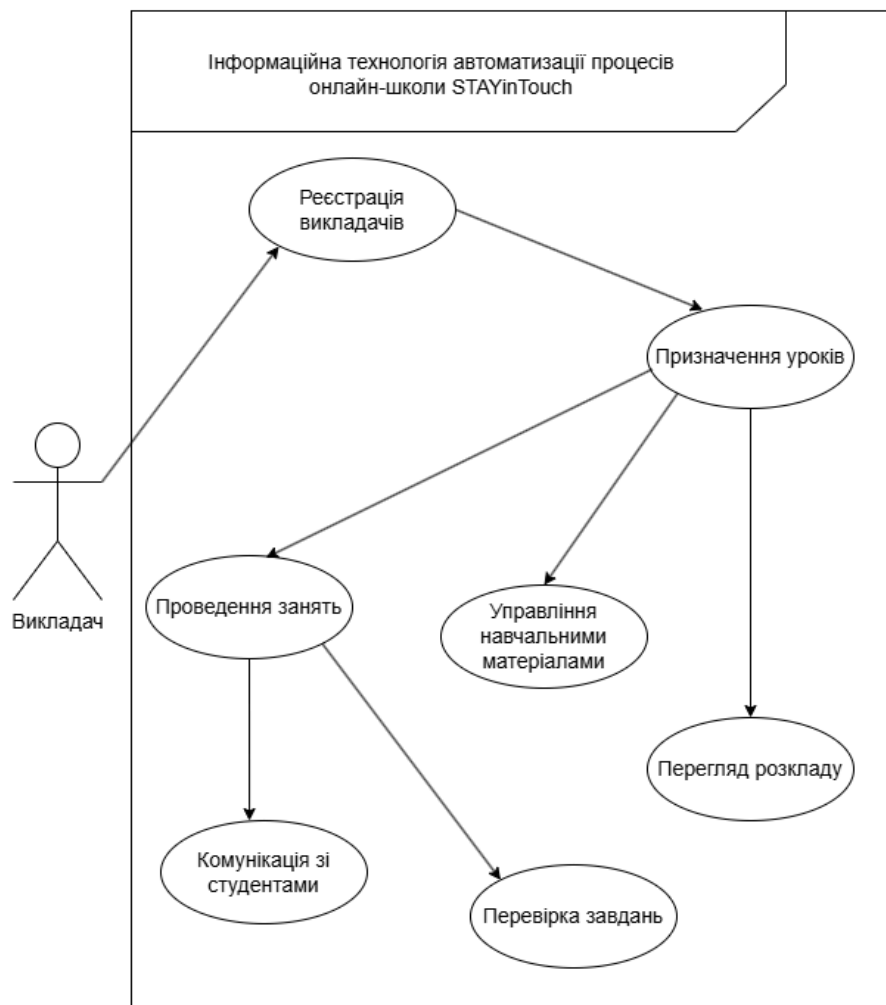 Інформаційна технологія автоматизації процесів
онлайн-школи STAYinTouch
Реєстрація
викладачів
Призначення уроків
Проведення занять
Управління
навчальними
матеріалами
Викладач
Перегляд розкладу
Комунікація зі
студентами
Перевірка завдань